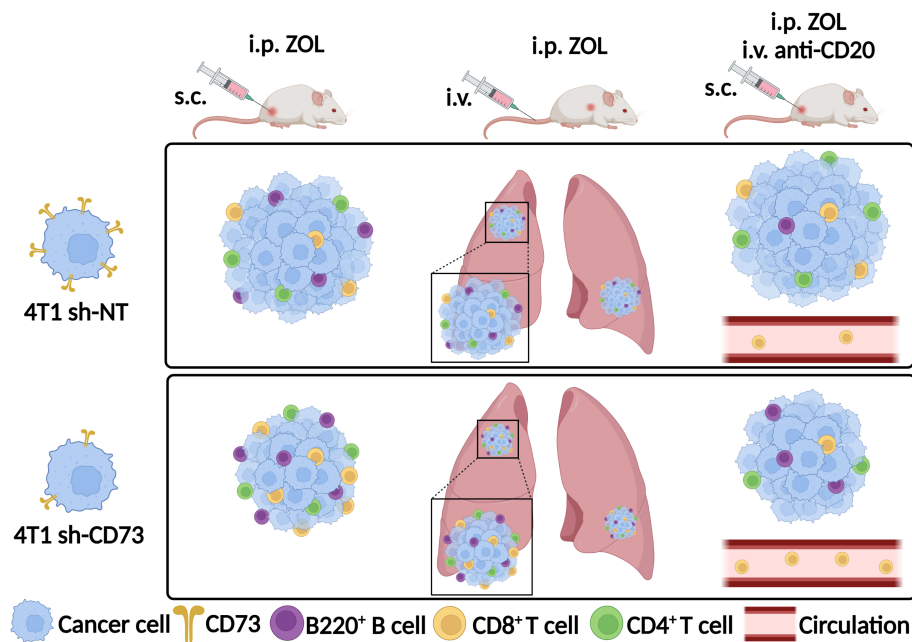 i.p. ZOL
i.p. ZOL
i.p. ZOL
i.v. anti-CD20
s.c.
i.v.
s.c.
4T1 sh-NT
4T1 sh-CD73
Cancer cell CD73 B220⁺ B cell CD8⁺ T cell CD4⁺ T cell Circulation